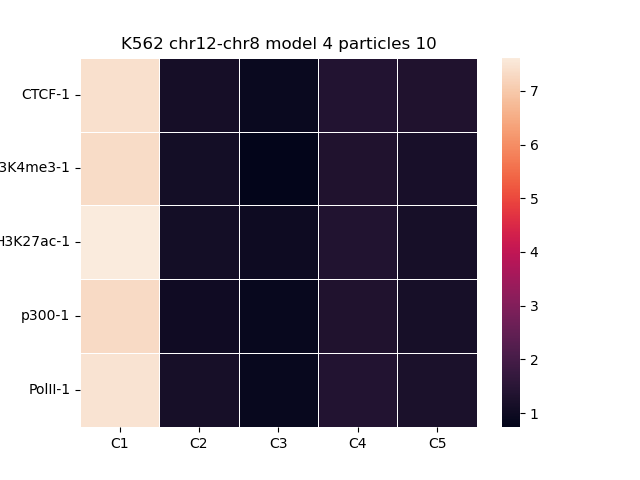 K562 chr12-chr8 model 4 particles 10
CTCF-1
3K4me3-1
H3K27ac-1
p300-1
PolII-1
C1 C2 C3 C4 C5
7
6
5
4
3
2
1